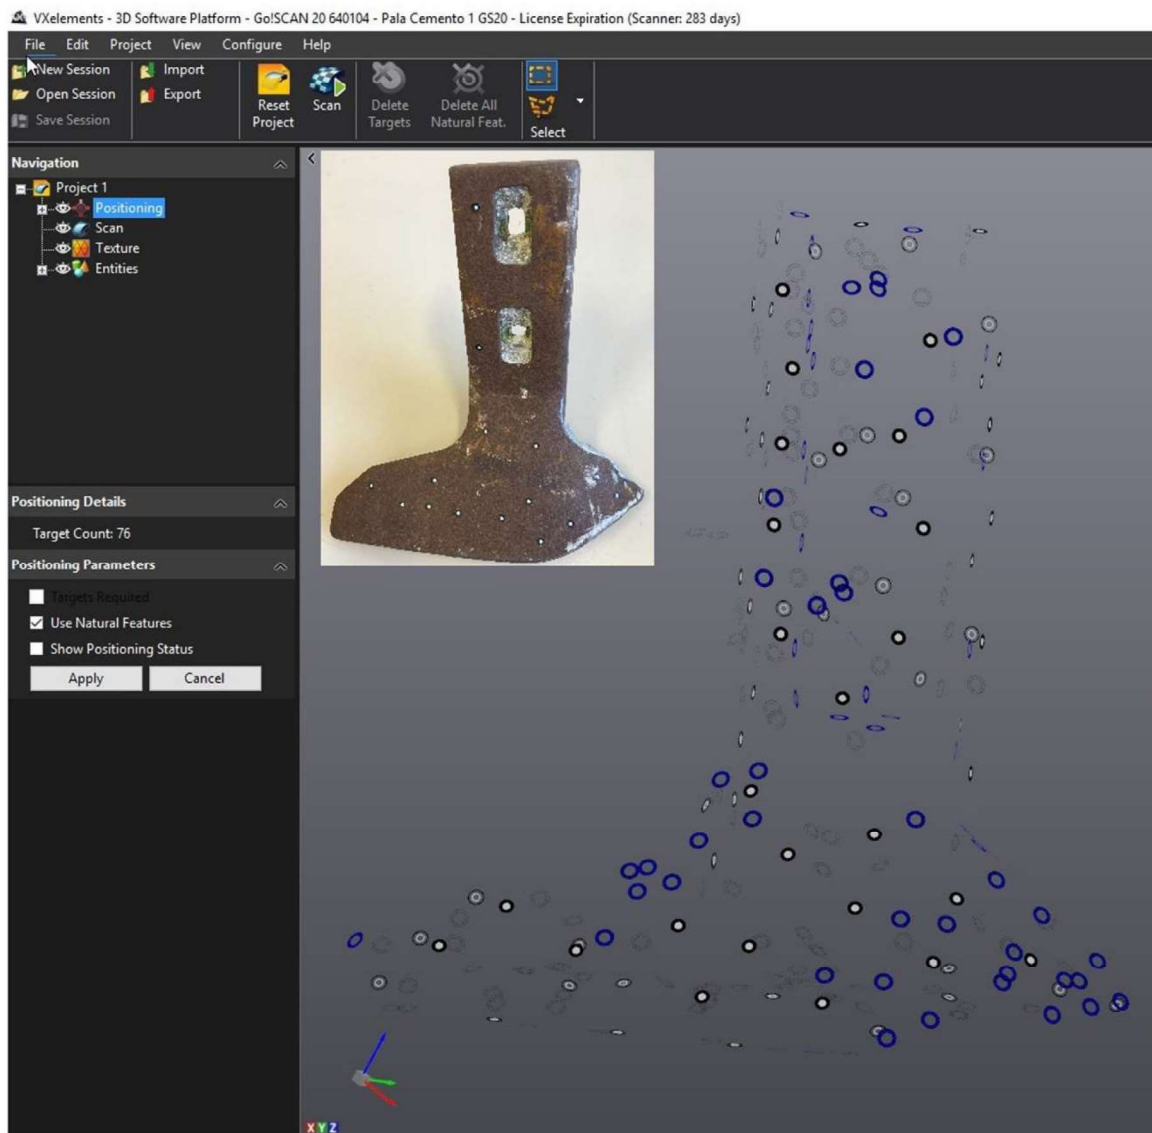 VXelements - 3D Software Platform - Go!SCAN 20 640104 - Pala Cemento 1 GS20 - License Expiration (Scanner: 283 days)
File Edit Project View Configure Help
New Session
Open Session
Save Session
Import
Export
Reset
Project
Scan
Delete
Targets
Delete All
Natural Feat.
Select
Navigation
Project 1
Positioning
Scan
Texture
Entities
Positioning Details
Target Count: 76
Positioning Parameters
Targets Required
Use Natural Features
Show Positioning Status
Apply Cancel
X Y Z